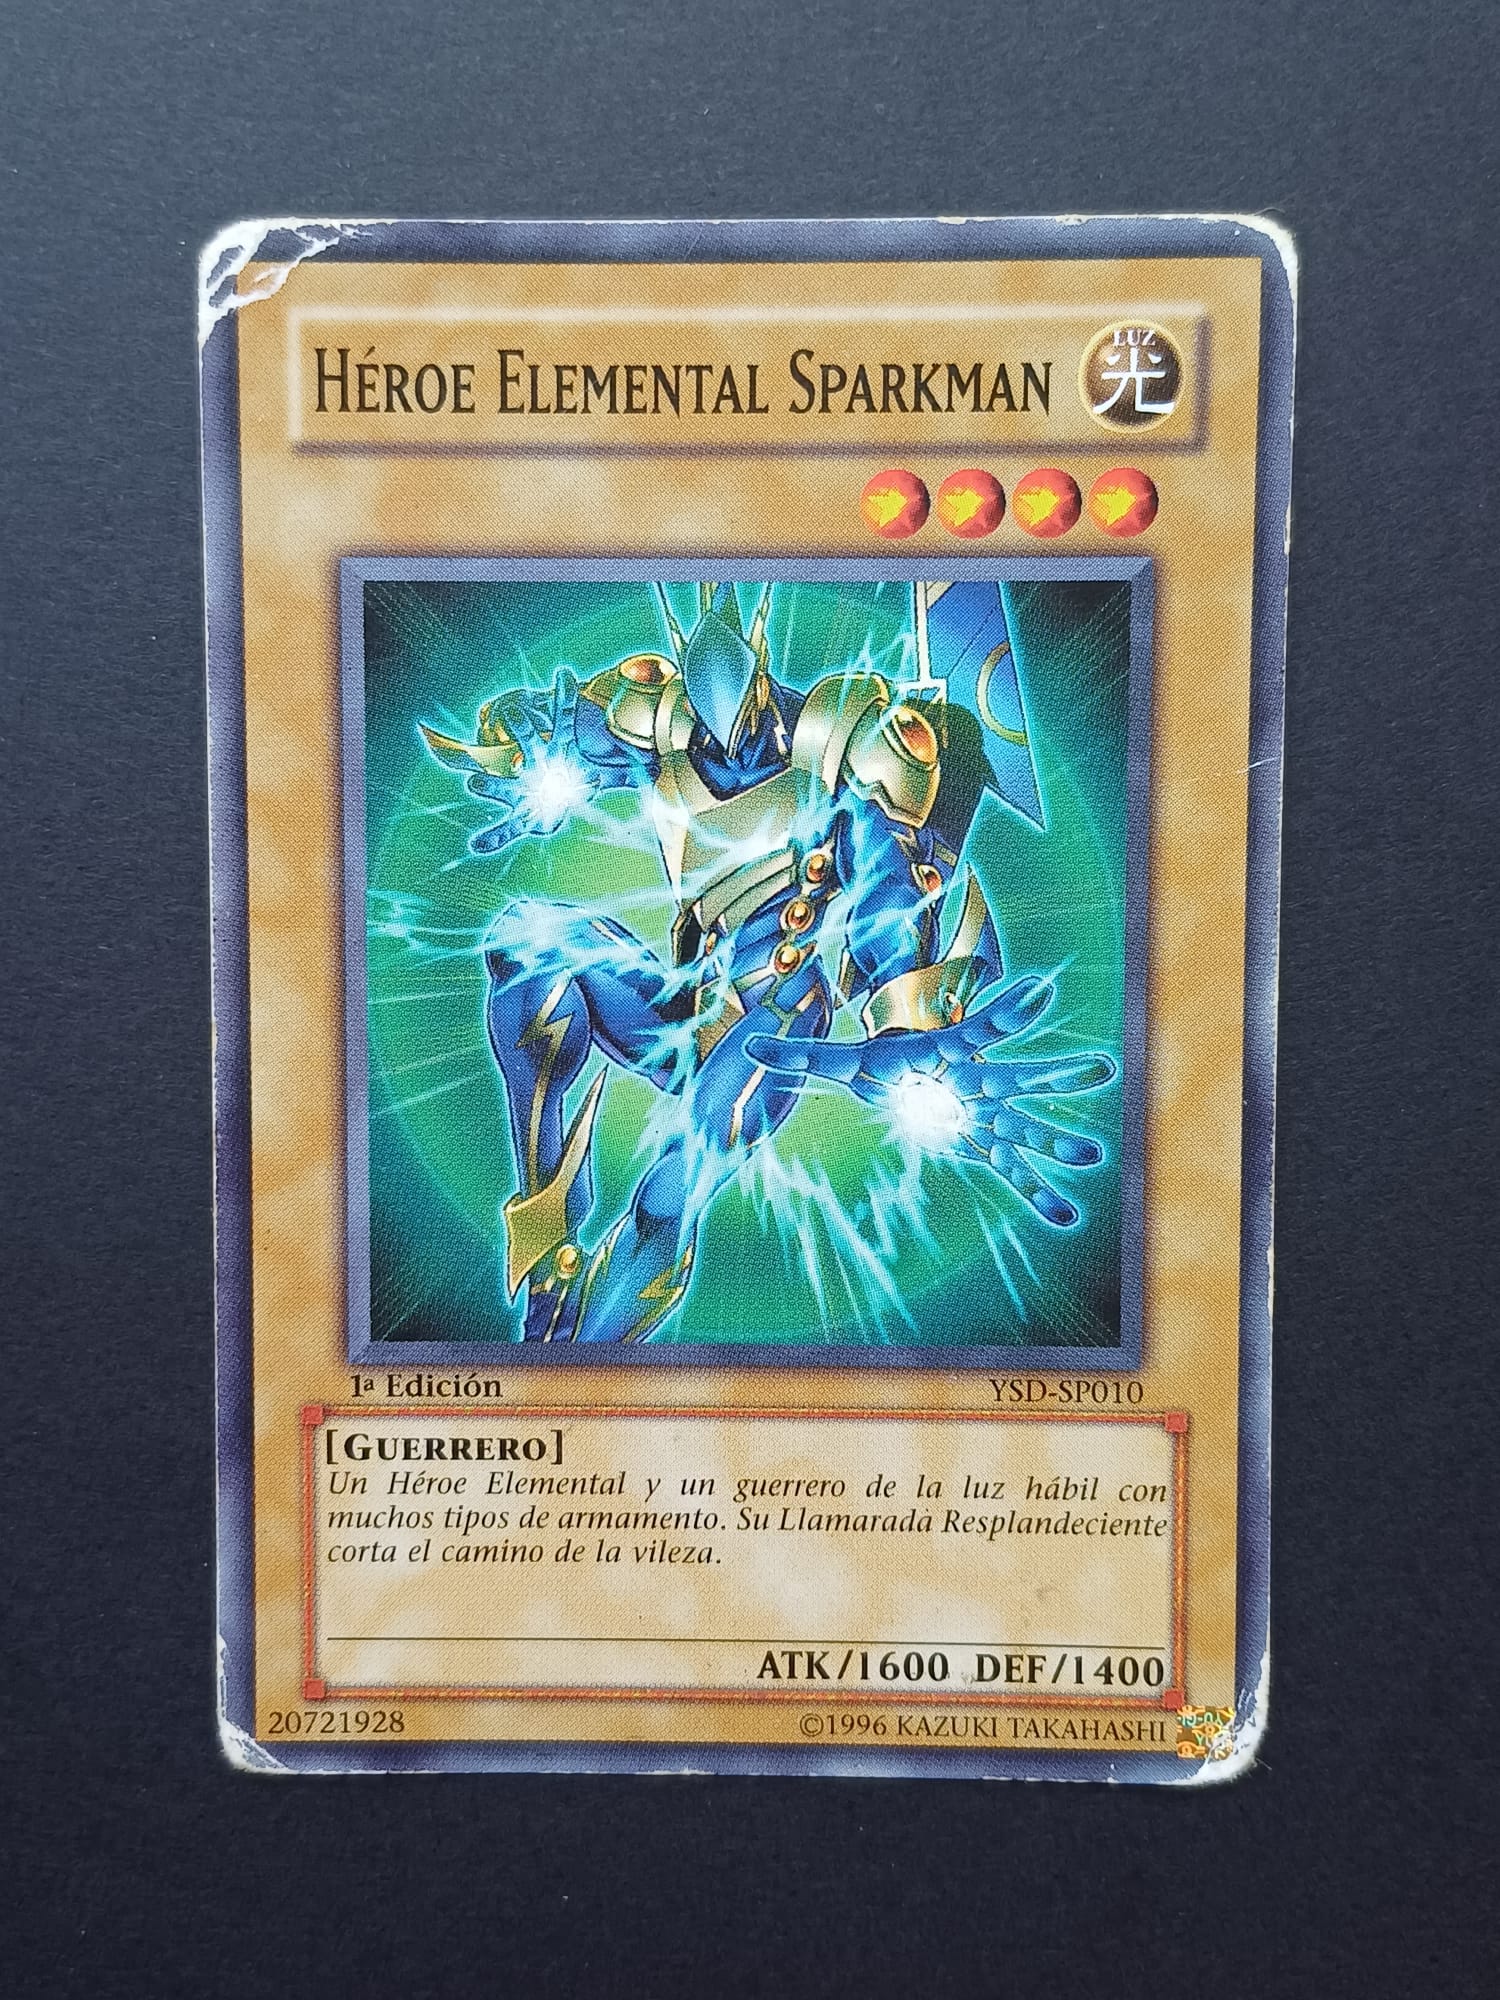 HÉROE ELEMENTAL SPARKMAN
LUZ
光
1ª Edición
YSD-SP010
[GUERRERO]
Un Héroe Elemental y un guerrero de la luz hábil con
muchos tipos de armamento. Su Llamarada Resplandeciente
corta el camino de la vileza.
ATK/1600 DEF/1400
20721928
©1996 KAZUKI TAKAHASHI